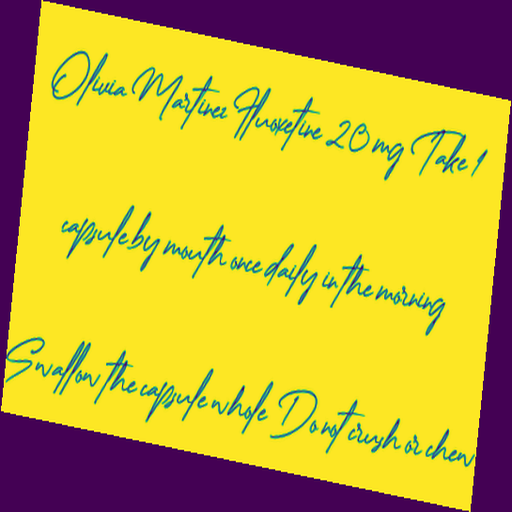 Olivia Martinez Fluoxetine 20 mg Take 1
capsule by mouth once daily in the morning
Swallow the capsule whole Do not crush or chew